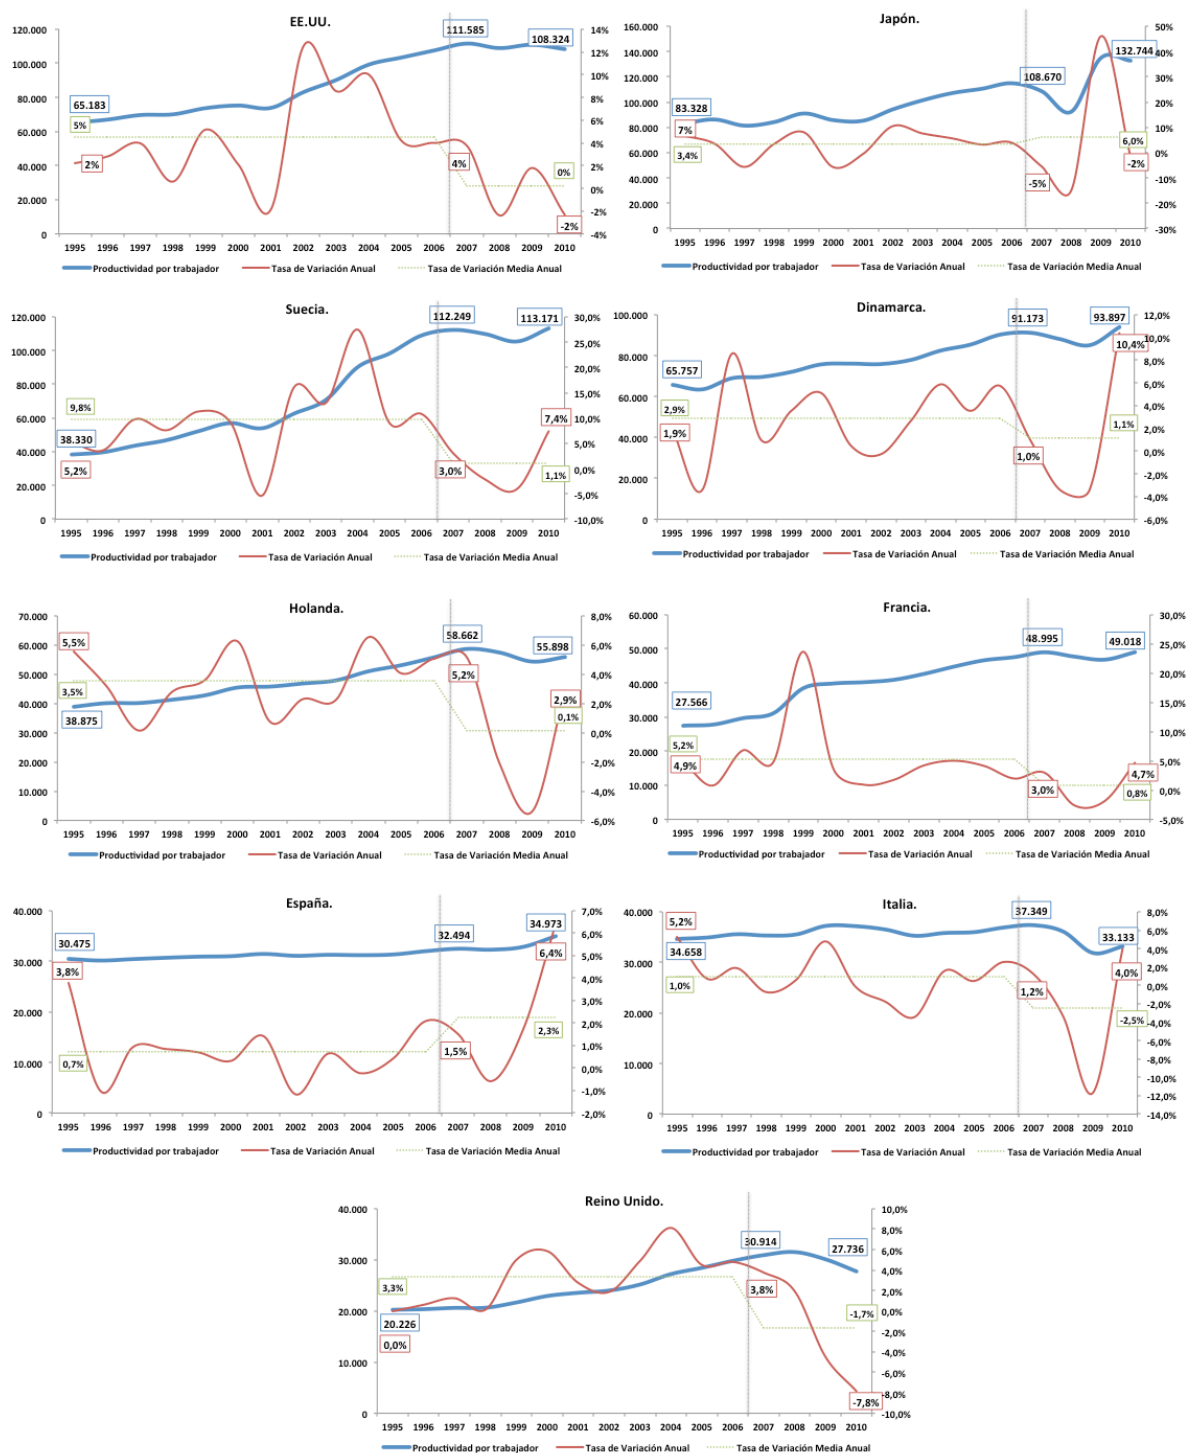 EE.UU.
120.000 100.000 80.000 60.000 40.000 20.000 0
14% 12% 10% 8% 6% 4% 2% 0% -2% -4%
65.183 5% 2% 111.585 4% 108.324 0% -2%
1995 1996 1997 1998 1999 2000 2001 2002 2003 2004 2005 2006 2007 2008 2009 2010
Productividad por trabajador Tasa de Variación Anual Tasa de Variación Media Anual
Japón.
160.000 140.000 120.000 100.000 80.000 60.000 40.000 20.000 0
50% 40% 30% 20% 10% 0% -10% -20% -30%
83.328 7% 3,4% 108.670 -5% 132.744 6,0% -2%
1995 1996 1997 1998 1999 2000 2001 2002 2003 2004 2005 2006 2007 2008 2009 2010
Productividad por trabajador Tasa de Variación Anual Tasa de Variación Media Anual
Suecia.
120.000 100.000 80.000 60.000 40.000 20.000 0
30,0% 25,0% 20,0% 15,0% 10,0% 5,0% 0,0% -5,0% -10,0%
9,8% 38.330 5,2% 112.249 3,0% 113.171 7,4% 1,1%
1995 1996 1997 1998 1999 2000 2001 2002 2003 2004 2005 2006 2007 2008 2009 2010
Productividad por trabajador Tasa de Variación Anual Tasa de Variación Media Anual
Dinamarca.
100.000 80.000 60.000 40.000 20.000 0
12,0% 10,0% 8,0% 6,0% 4,0% 2,0% 0,0% -2,0% -4,0% -6,0%
65.757 2,9% 1,9% 91.173 1,0% 93.897 10,4% 1,1%
1995 1996 1997 1998 1999 2000 2001 2002 2003 2004 2005 2006 2007 2008 2009 2010
Productividad por trabajador Tasa de Variación Anual Tasa de Variación Media Anual
Holanda.
70.000 60.000 50.000 40.000 30.000 20.000 10.000 0
8,0% 6,0% 4,0% 2,0% 0,0% -2,0% -4,0% -6,0%
5,5% 3,5% 38.875 58.662 5,2% 55.898 2,9% 0,1%
1995 1996 1997 1998 1999 2000 2001 2002 2003 2004 2005 2006 2007 2008 2009 2010
Productividad por trabajador Tasa de Variación Anual Tasa de Variación Media Anual
Francia.
60.000 50.000 40.000 30.000 20.000 10.000 0
30,0% 25,0% 20,0% 15,0% 10,0% 5,0% 0,0% -5,0%
27.566 5,2% 4,9% 48.995 3,0% 49.018 4,7% 0,8%
1995 1996 1997 1998 1999 2000 2001 2002 2003 2004 2005 2006 2007 2008 2009 2010
Productividad por trabajador Tasa de Variación Anual Tasa de Variación Media Anual
España.
40.000 30.000 20.000 10.000 0
7,0% 6,0% 5,0% 4,0% 3,0% 2,0% 1,0% 0,0% -1,0% -2,0%
30.475 3,8% 0,7% 32.494 1,5% 34.973 6,4% 2,3%
1995 1996 1997 1998 1999 2000 2001 2002 2003 2004 2005 2006 2007 2008 2009 2010
Productividad por trabajador Tasa de Variación Anual Tasa de Variación Media Anual
Italia.
40.000 30.000 20.000 10.000 0
8,0% 6,0% 4,0% 2,0% 0,0% -2,0% -4,0% -6,0% -8,0% -10,0% -12,0% -14,0%
5,2% 34.658 1,0% 37.349 1,2% 33.133 4,0% -2,5%
1995 1996 1997 1998 1999 2000 2001 2002 2003 2004 2005 2006 2007 2008 2009 2010
Productividad por trabajador Tasa de Variación Anual Tasa de Variación Media Anual
Reino Unido.
40.000 30.000 20.000 10.000 0
10,0% 8,0% 6,0% 4,0% 2,0% 0,0% -2,0% -4,0% -6,0% -8,0% -10,0%
3,3% 20.226 0,0% 30.914 3,8% 27.736 -1,7% -7,8%
1995 1996 1997 1998 1999 2000 2001 2002 2003 2004 2005 2006 2007 2008 2009 2010
Productividad por trabajador Tasa de Variación Anual Tasa de Variación Media Anual